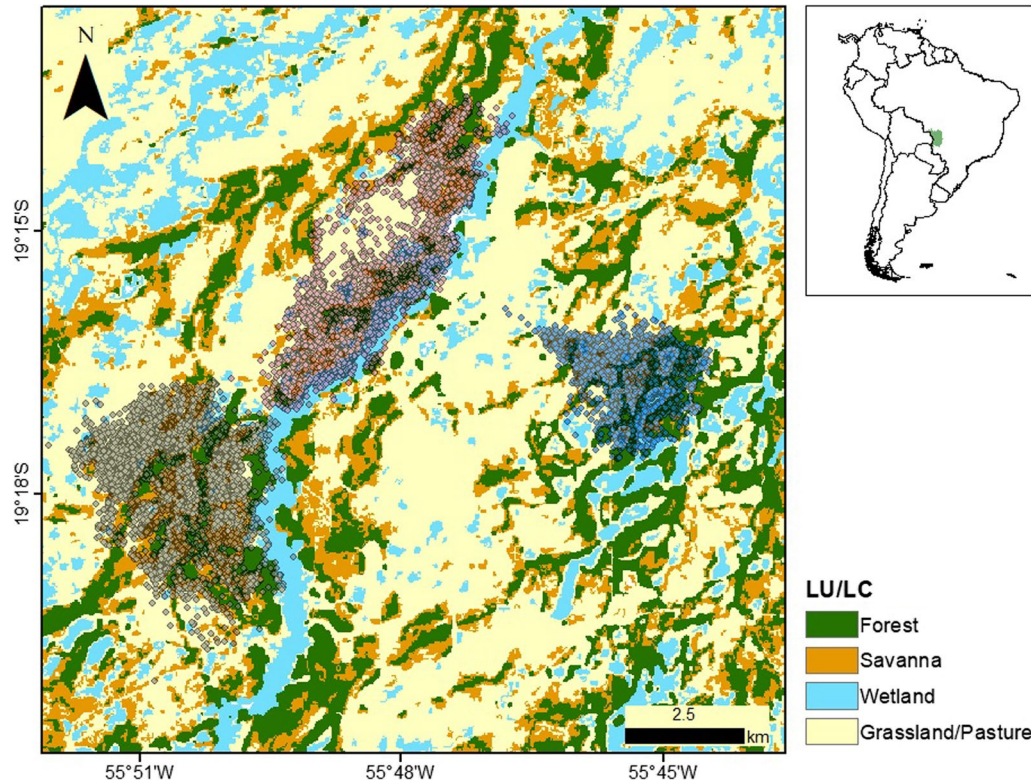 N
19°15'S
19°18'S
2.5
km
55°51'W
55°48'W
55°45'W
LU/LC
Forest
Savanna
Wetland
Grassland/Pasture